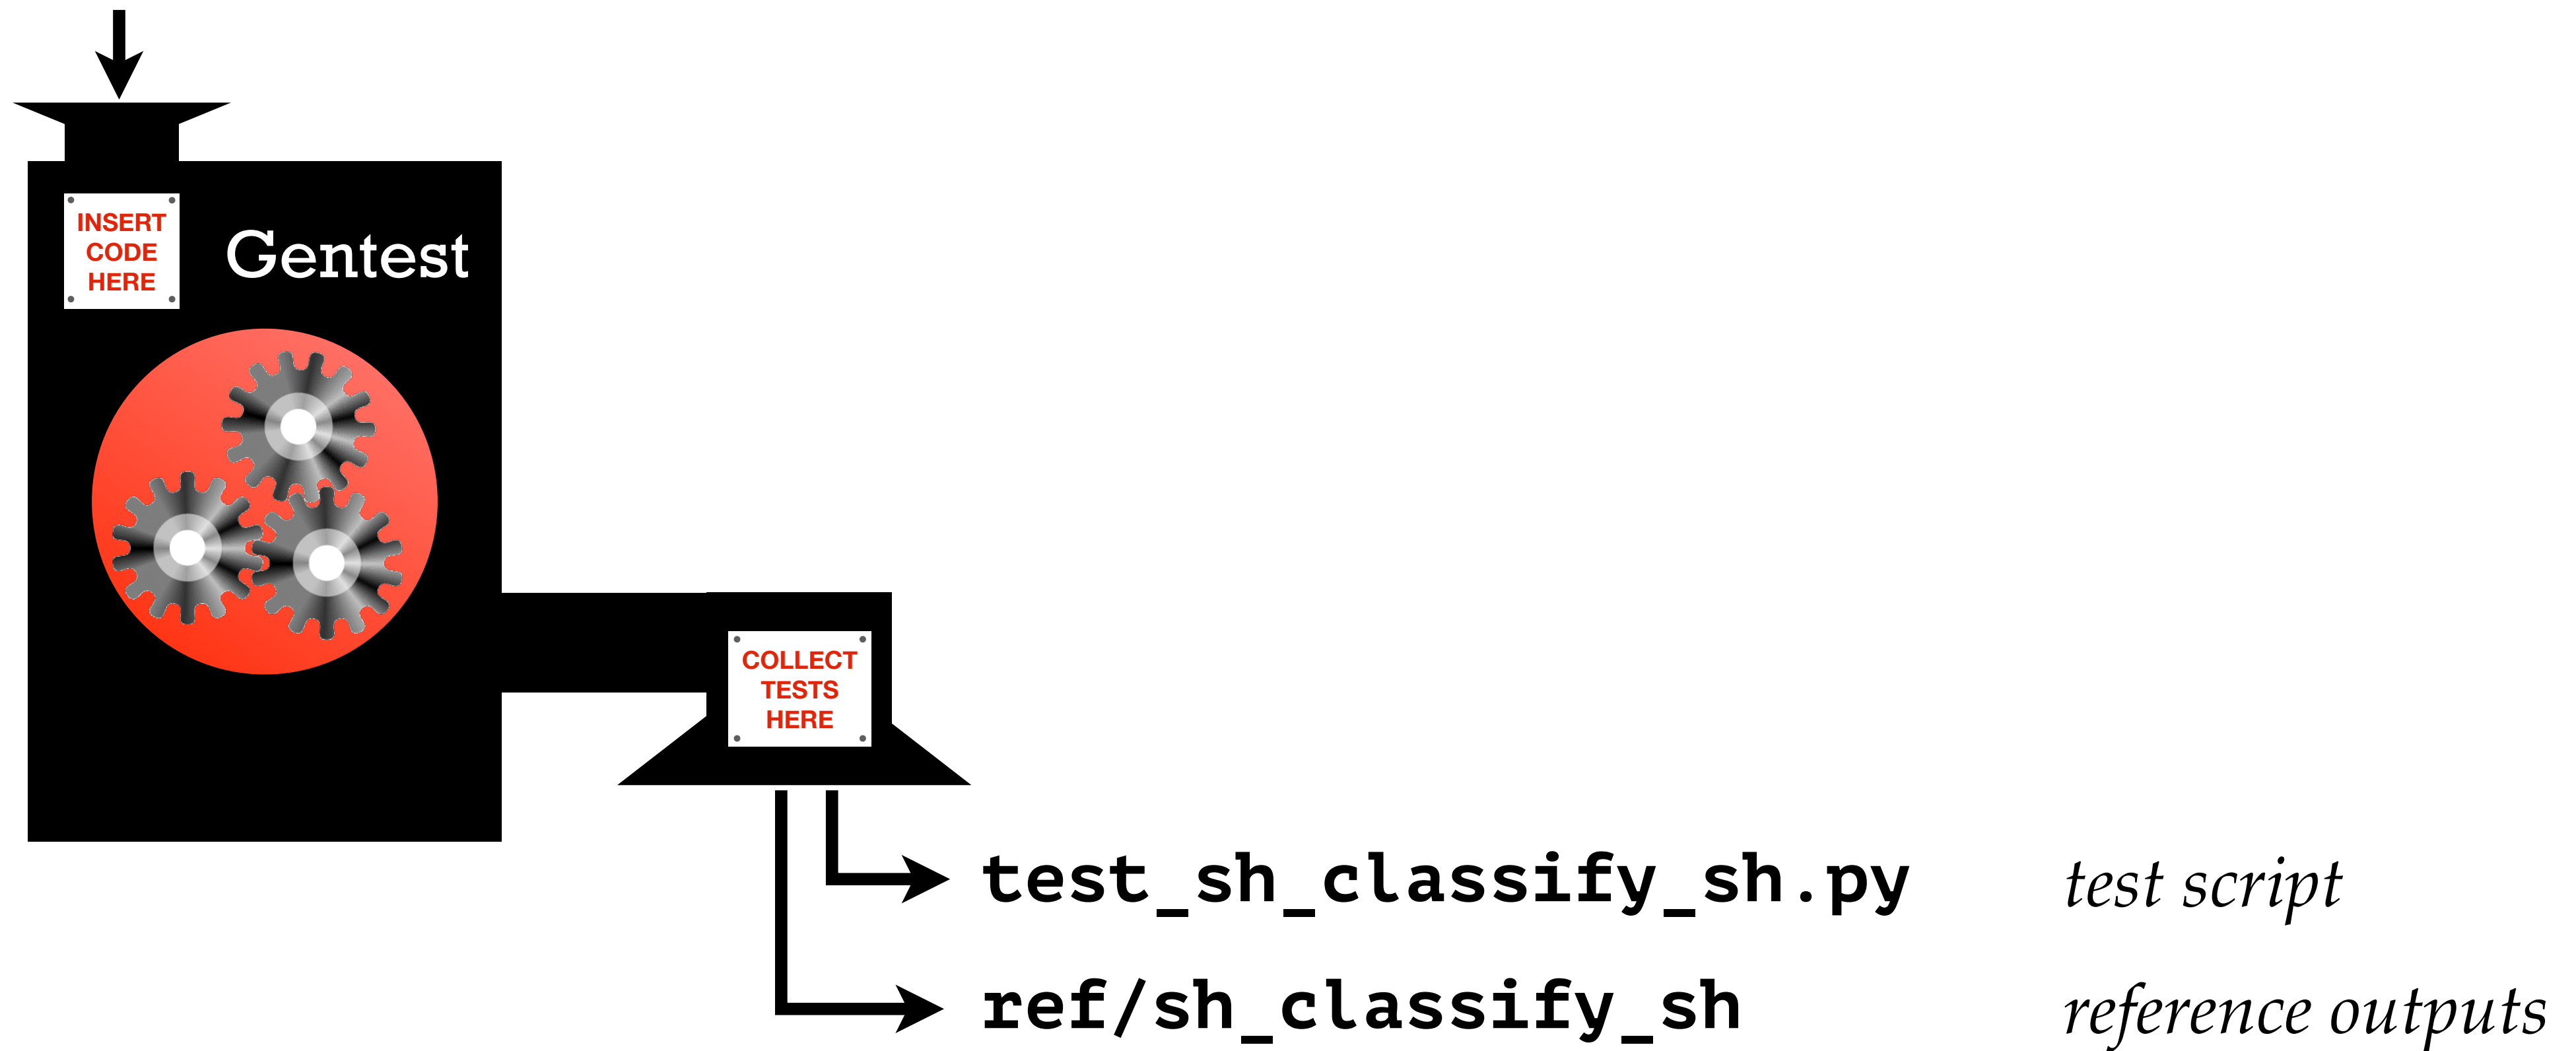 INSERT
CODE
HERE
Gentest
COLLECT
TESTS
HERE
test_sh_classify_sh.py test script
ref/sh_classify_sh reference outputs